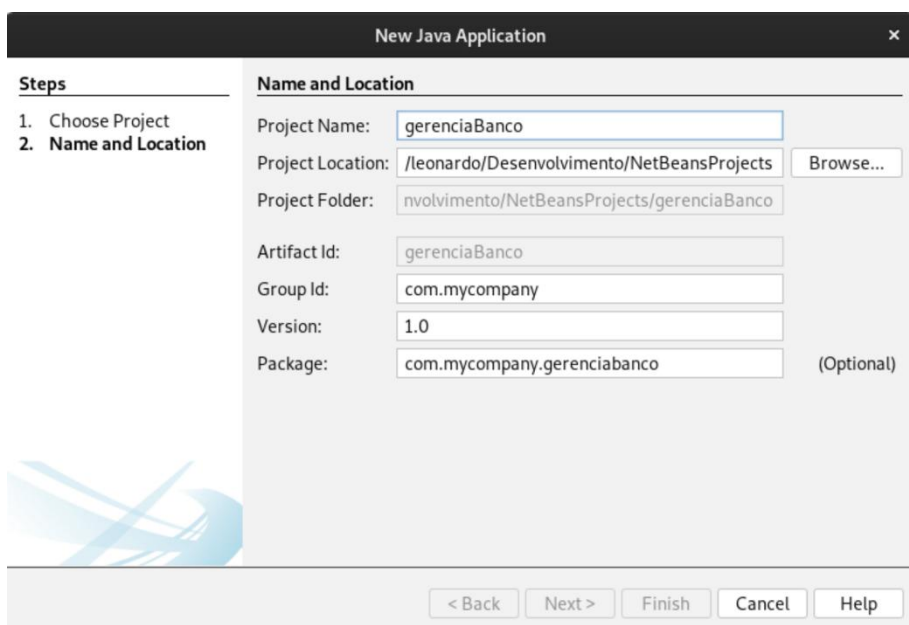 New Java Application
×
Steps
1. Choose Project
2. Name and Location
Name and Location
Project Name: gerenciaBanco
Project Location: /leonardo/Desenvolvimento/NetBeansProjects Browse...
Project Folder: nvolvimento/NetBeansProjects/gerenciaBanco
Artifact Id: gerenciaBanco
Group Id: com.mycompany
Version: 1.0
Package: com.mycompany.gerenciabanco (Optional)
< Back Next > Finish Cancel Help